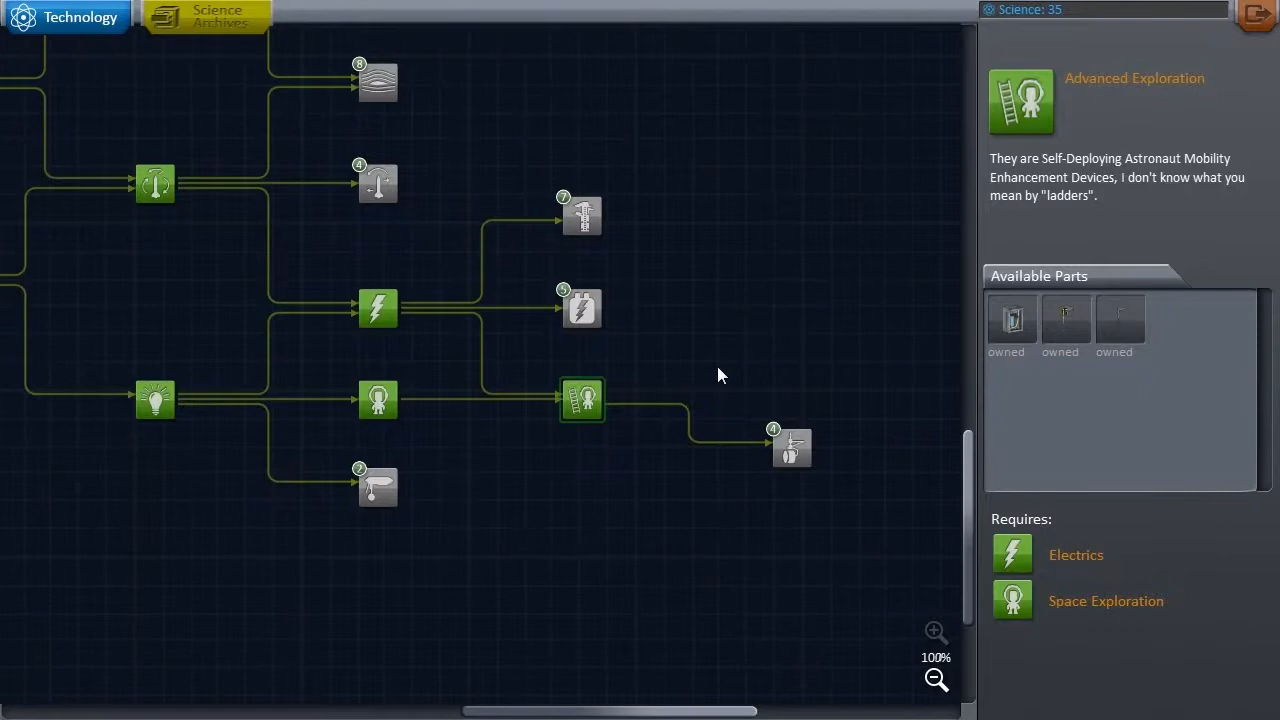 Technology
Science
Archives
Science: 35
Advanced Exploration
They are Self-Deploying Astronaut Mobility
Enhancement Devices, I don't know what you
mean by "ladders".
Available Parts
owned owned owned
Requires:
Electrics
Space Exploration
8
4
7
5
4
2
100%